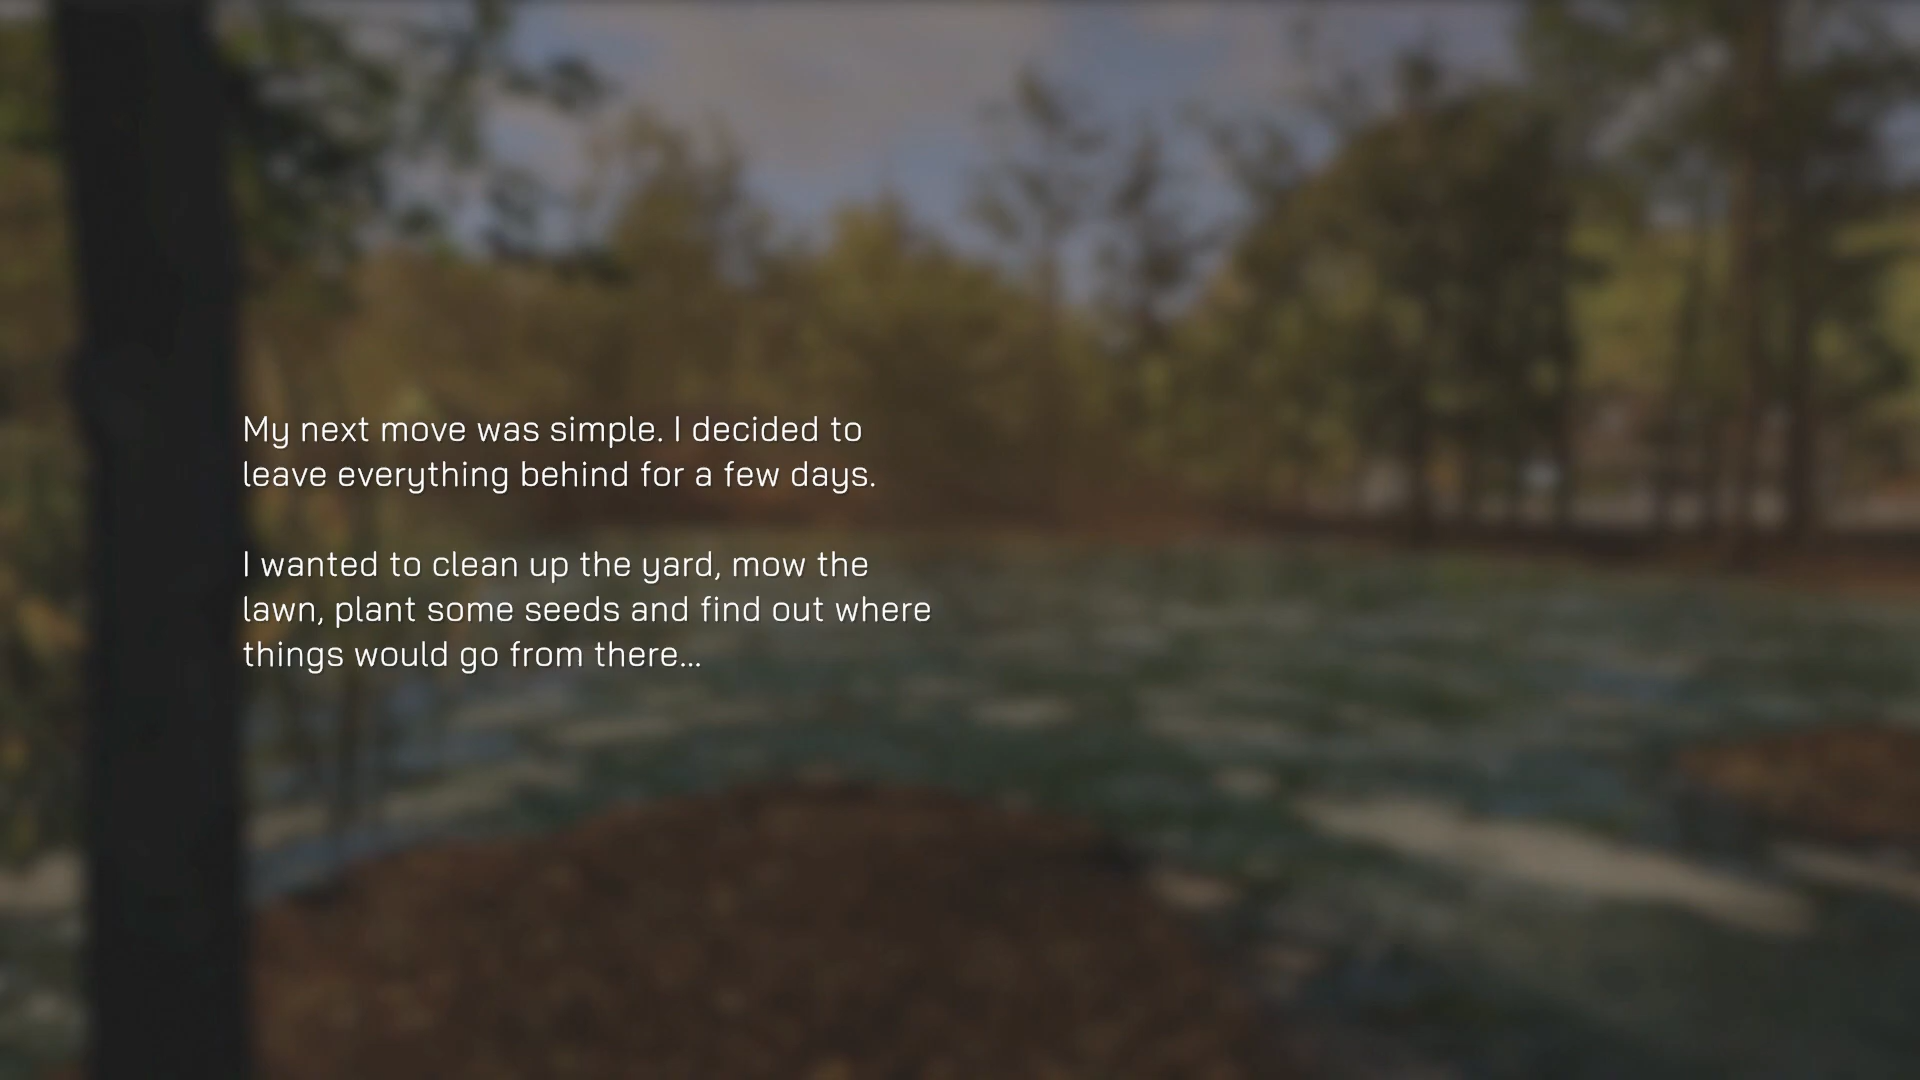 My next move was simple. I decided to
leave everything behind for a few days.
I wanted to clean up the yard, mow the
lawn, plant some seeds and find out where
things would go from there...